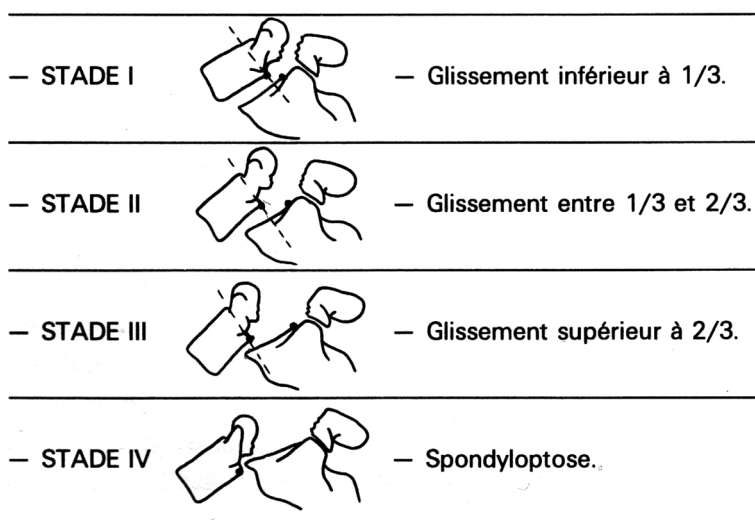 — STADE I — Glissement inférieur à 1/3.
— STADE II — Glissement entre 1/3 et 2/3.
— STADE III — Glissement supérieur à 2/3.
— STADE IV — Spondyloptose.